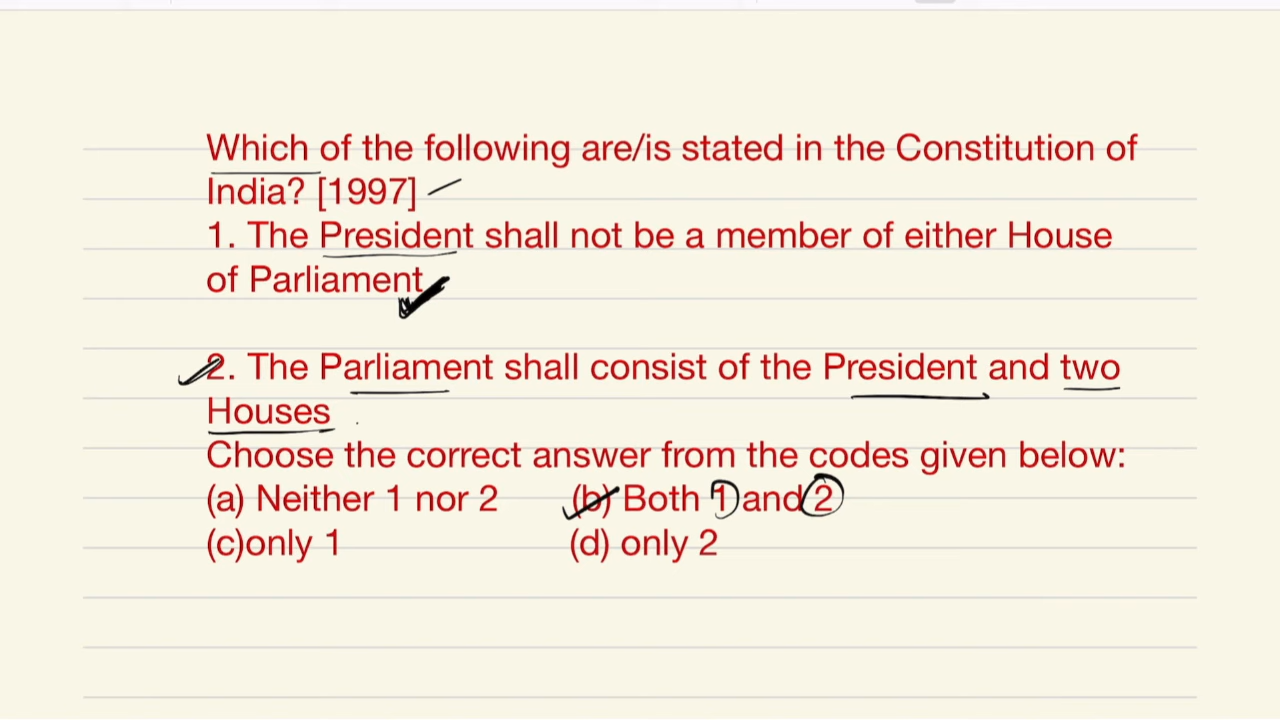 Which of the following are/is stated in the Constitution of
India? [1997]
1. The President shall not be a member of either House
of Parliament
2. The Parliament shall consist of the President and two
Houses
Choose the correct answer from the codes given below:
(a) Neither 1 nor 2 (b) Both 1 and 2
(c)only 1 (d) only 2